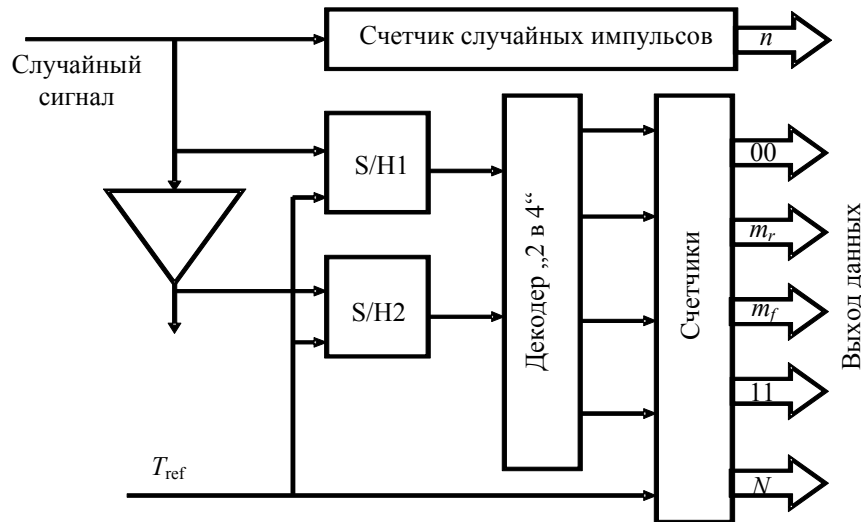 Счетчик случайных импульсов
n
Случайный
сигнал
S/H1
S/H2
Декодер „2 в 4“
Счетчики
00
m_r
m_f
11
N
Выход данных
T_ref